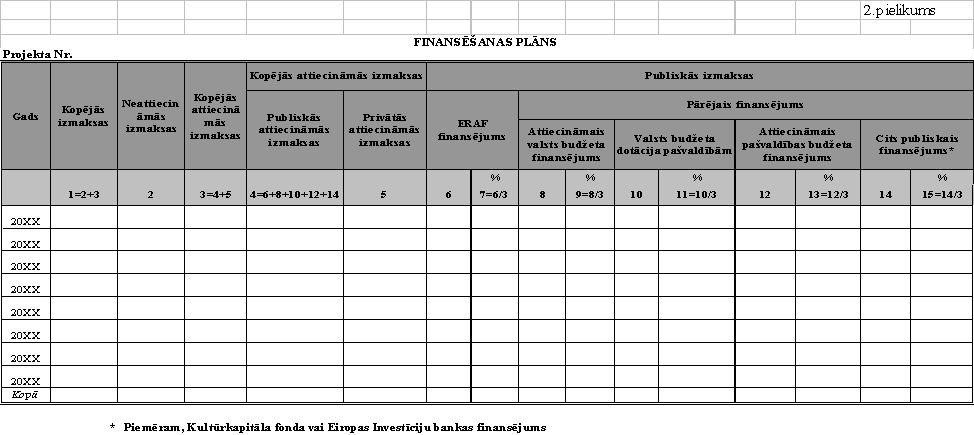 2.pielikums
FINANSĒŠANAS PLĀNS
Projekta Nr.
Gads
Kopējās izmaksas
Neattiecin āmās izmaksas
Kopējās attiecinā mās izmaksas
Kopējās attiecināmās izmaksas
Publiskās attiecināmās izmaksas
Privātās attiecināmās izmaksas
Publiskās izmaksas
ERAF finansējums
Pārējais finansējums
Attiecināmais valsts budžeta finansējums
Valsts budžeta dotācija pašvaldībām
Attiecināmais pašvaldības budžeta finansējums
Cits publiskais finansējums*
% % % % %
1=2+3 2 3=4+5 4=6+8+10+12+14 5 6 7=6/3 8 9=8/3 10 11=10/3 12 13=12/3 14 15=14/3
20XX
20XX
20XX
20XX
20XX
20XX
20XX
20XX
Kopā
* Piemēram, Kultūrkapitāla fonda vai Eiropas Investīciju bankas finansējums